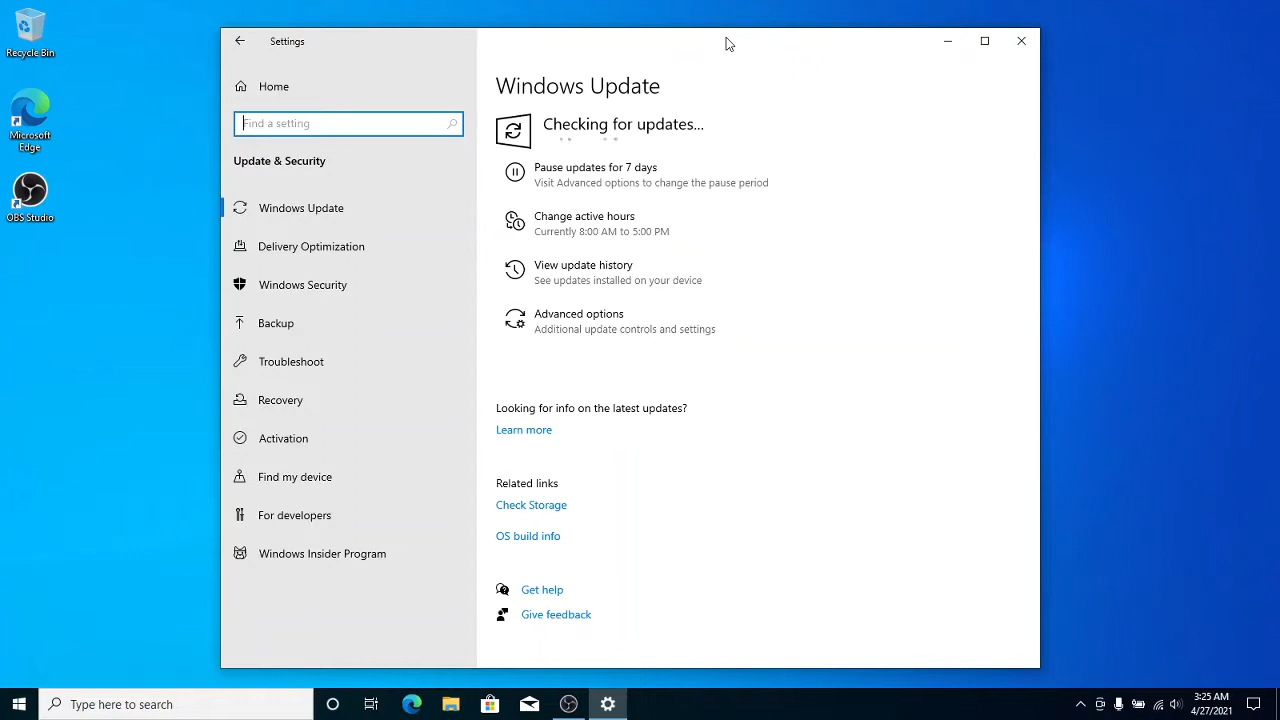 Recycle Bin
Microsoft
Edge
OBS Studio
Settings
Home
Find a setting
Update & Security
Windows Update
Delivery Optimization
Windows Security
Backup
Troubleshoot
Recovery
Activation
Find my device
For developers
Windows Insider Program
Windows Update
Checking for updates...
Pause updates for 7 days
Visit Advanced options to change the pause period
Change active hours
Currently 8:00 AM to 5:00 PM
View update history
See updates installed on your device
Advanced options
Additional update controls and settings
Looking for info on the latest updates?
Learn more
Related links
Check Storage
OS build info
Get help
Give feedback
Type here to search
3:25 AM
4/27/2021